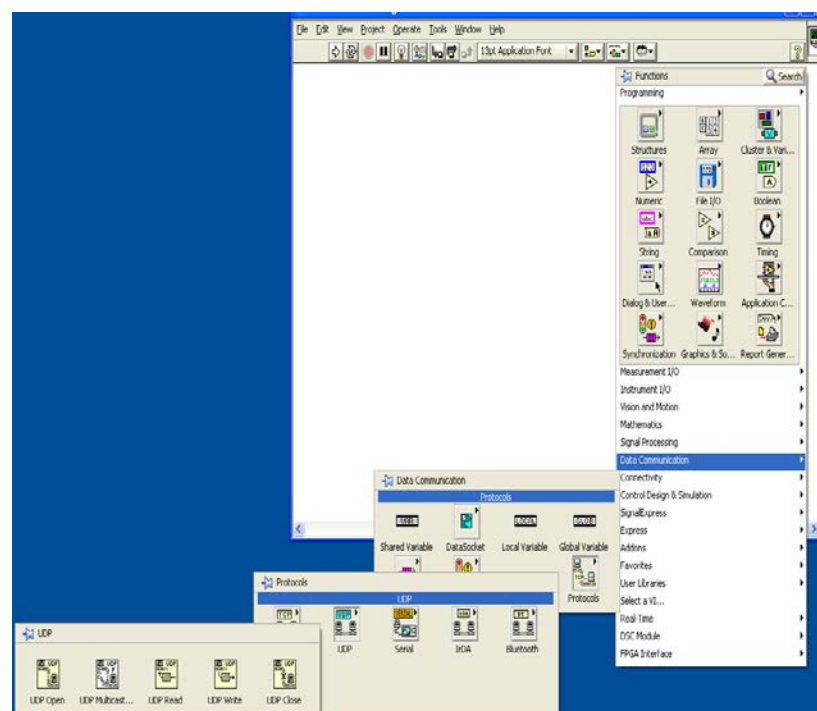 File Edit View Project Operate Tools Window Help
13pt Application Font
Functions Search
Programming
Structures Array Cluster & Vari...
Numeric File I/O Boolean
String Comparison Timing
Dialog & User... Waveform Application C...
Synchronization Graphics & So... Report Gener...
Measurement I/O
Instrument I/O
Vision and Motion
Mathematics
Signal Processing
Data Communication
Connectivity
Control Design & Simulation
SignalExpress
Express
Addons
Favorites
User Libraries
Select a VI...
Real-Time
DSC Module
FPGA Interface
Data Communication
Protocols
Shared Variable DataSocket Local Variable Global Variable
Protocols
Protocols
UDP
UDP Serial IrDA Bluetooth
UDP
UDP Open UDP Multicast... UDP Read UDP Write UDP Close